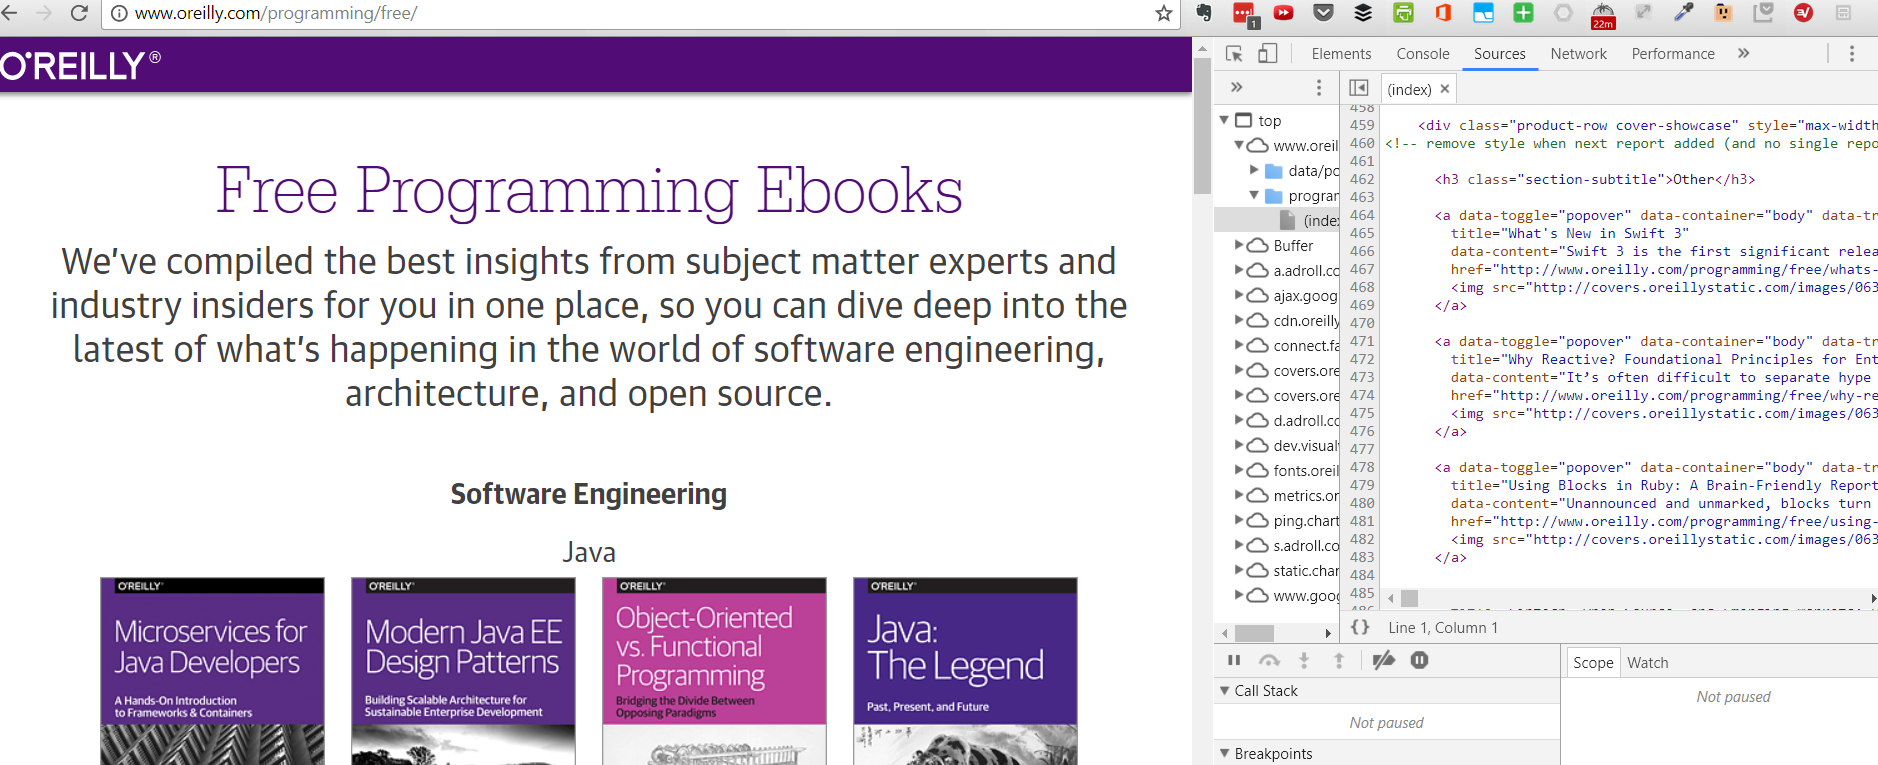 www.oreilly.com/programming/free/
1
22m
O'REILLY®
Free Programming Ebooks
We've compiled the best insights from subject matter experts and
industry insiders for you in one place, so you can dive deep into the
latest of what's happening in the world of software engineering,
architecture, and open source.
Software Engineering
Java
O'REILLY®
Microservices for
Java Developers
A Hands-On Introduction
to Frameworks & Containers
O'REILLY®
Modern Java EE
Design Patterns
Building Scalable Architecture for
Sustainable Enterprise Development
O'REILLY®
Object-Oriented
vs. Functional
Programming
Bridging the Divide Between
Opposing Paradigms
O'REILLY®
Java:
The Legend
Past, Present, and Future
Elements Console Sources Network Performance »
»
(index) ×
top
www.oreil
data/po
progran
(inde
Buffer
a.adroll.co
ajax.goog
cdn.oreilly
connect.fa
covers.ore
covers.ore
d.adroll.co
dev.visual
fonts.oreil
metrics.or
ping.chart
s.adroll.co
static.char
www.goog
458
459 <div class="product-row cover-showcase" style="max-width
460 <!-- remove style when next report added (and no single repo
461
462 <h3 class="section-subtitle">Other</h3>
463
464 <a data-toggle="popover" data-container="body" data-tr
465 title="What's New in Swift 3"
466 data-content="Swift 3 is the first significant relea
467 href="http://www.oreilly.com/programming/free/whats-
468 <img src="http://covers.oreillystatic.com/images/063
469 </a>
470
471 <a data-toggle="popover" data-container="body" data-tr
472 title="Why Reactive? Foundational Principles for Ent
473 data-content="It’s often difficult to separate hype
474 href="http://www.oreilly.com/programming/free/why-re
475 <img src="http://covers.oreillystatic.com/images/063
476 </a>
477
478 <a data-toggle="popover" data-container="body" data-tr
479 title="Using Blocks in Ruby: A Brain-Friendly Report
480 data-content="Unannounced and unmarked, blocks turn
481 href="http://www.oreilly.com/programming/free/using-
482 <img src="http://covers.oreillystatic.com/images/063
483 </a>
484
485
{} Line 1, Column 1
Call Stack
Not paused
Breakpoints
Scope Watch
Not paused